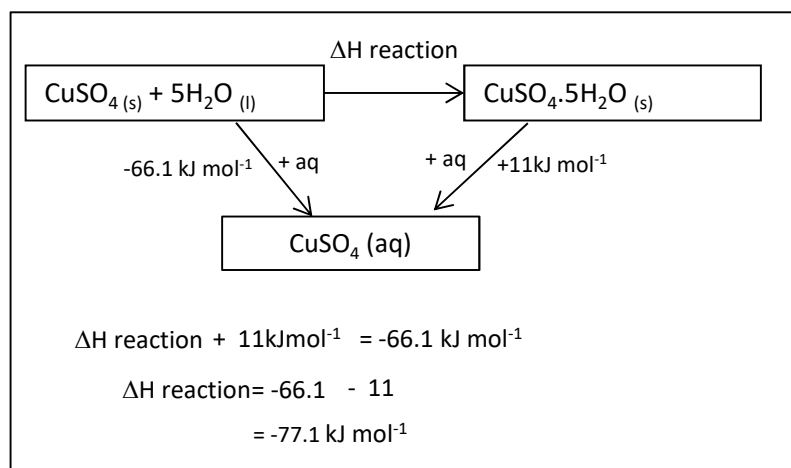 ΔH reaction
CuSO₄ (s) + 5H₂O (l)
CuSO₄.5H₂O (s)
-66.1 kJ mol⁻¹
+ aq
+ aq
+11kJ mol⁻¹
CuSO₄ (aq)
ΔH reaction + 11kJmol⁻¹ = -66.1 kJ mol⁻¹
ΔH reaction= -66.1 - 11
= -77.1 kJ mol⁻¹